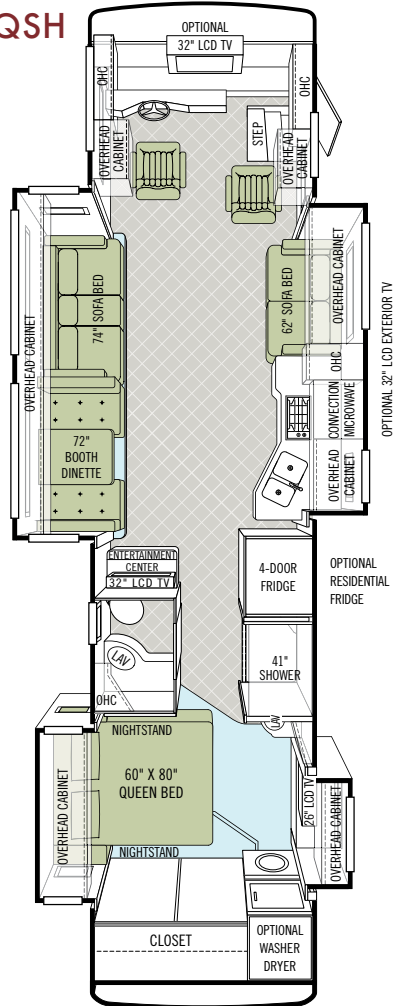 QSH
OPTIONAL
32" LCD TV
OHC
OHC
OVERHEAD
CABINET
STEP
OVERHEAD
CABINET
OVERHEAD CABINET
74" SOFA BED
62" SOFA BED
OVERHEAD CABINET
OPTIONAL 32" LCD EXTERIOR TV
OHC
CONVECTION
MICROWAVE
OVERHEAD
CABINET
72"
BOOTH
DINETTE
ENTERTAINMENT
CENTER
32" LCD TV
4-DOOR
FRIDGE
OPTIONAL
RESIDENTIAL
FRIDGE
LAV
OHC
41"
SHOWER
LAV
NIGHTSTAND
60" X 80"
QUEEN BED
NIGHTSTAND
OVERHEAD CABINET
26" LCD TV
OVERHEAD CABINET
CLOSET
OPTIONAL
WASHER
DRYER